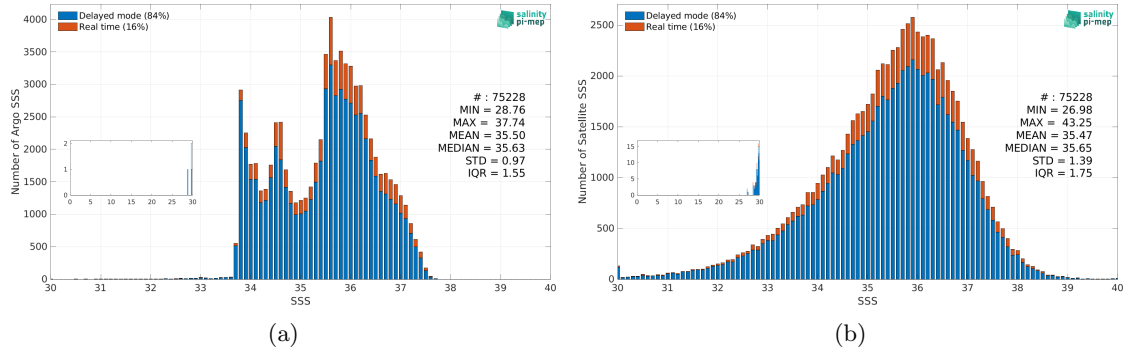 Delayed mode (84%)
Real time (16%)
salinity
pi-mep
Number of Argo SSS
4000
3500
3000
2500
2000
1500
1000
500
0
# : 75228
MIN = 28.76
MAX = 37.74
MEAN = 35.50
MEDIAN = 35.63
STD = 0.97
IQR = 1.55
2
1
0
0 5 10 15 20 25 30
30 31 32 33 34 35 36 37 38 39 40
SSS
(a)
Delayed mode (84%)
Real time (16%)
salinity
pi-mep
Number of Satellite SSS
2500
2000
1500
1000
500
0
# : 75228
MIN = 26.98
MAX = 43.25
MEAN = 35.47
MEDIAN = 35.65
STD = 1.39
IQR = 1.75
15
10
5
0
0 5 10 15 20 25 30
30 31 32 33 34 35 36 37 38 39 40
SSS
(b)